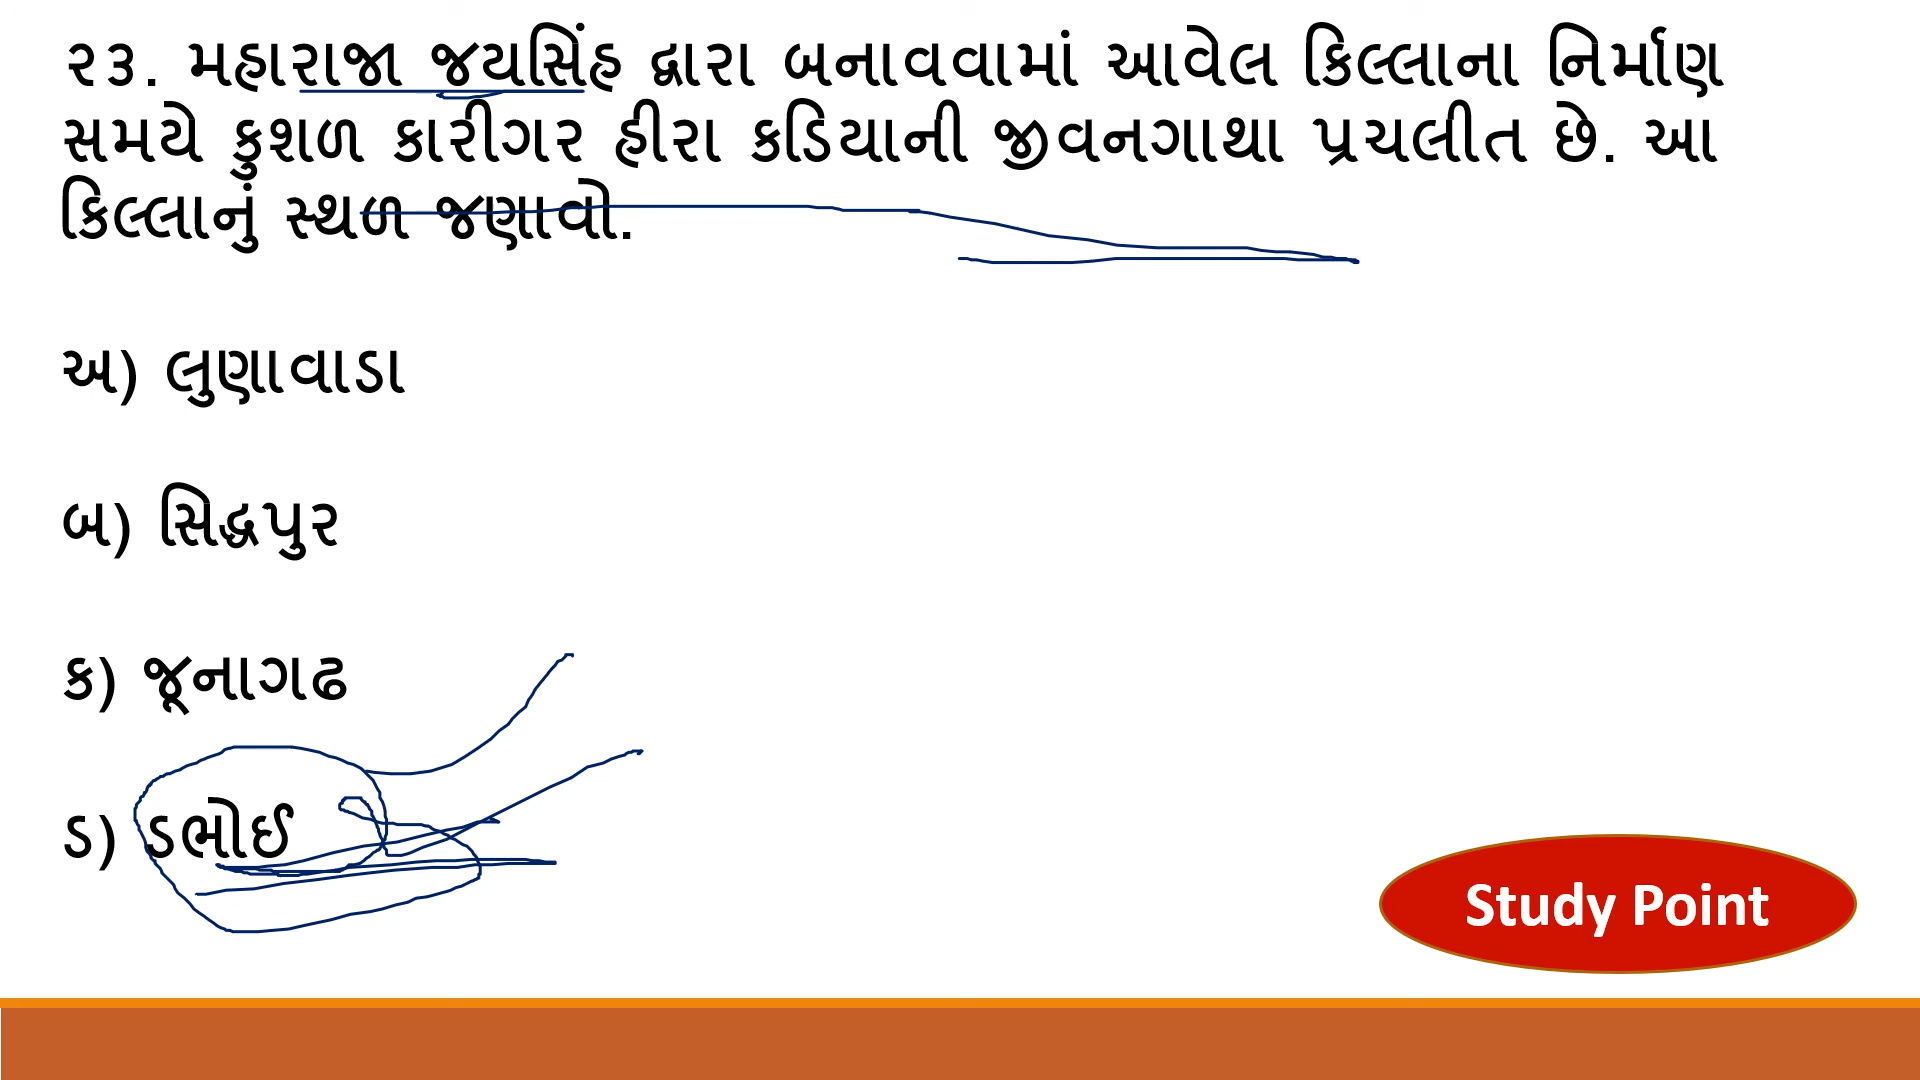 ૨૩. મહારાજા જયસિંહ દ્વારા બનાવવામાં આવેલ કિલ્લાના નિર્માણ
સમયે કુશળ કારીગર હીરા કડિયાની જીવનગાથા પ્રચલીત છે. આ
કિલ્લાનું સ્થળ જણાવો.
અ) લુણાવાડા
બ) સિદ્ધપુર
ક) જૂનાગઢ
ડ) ડભોઈ
Study Point